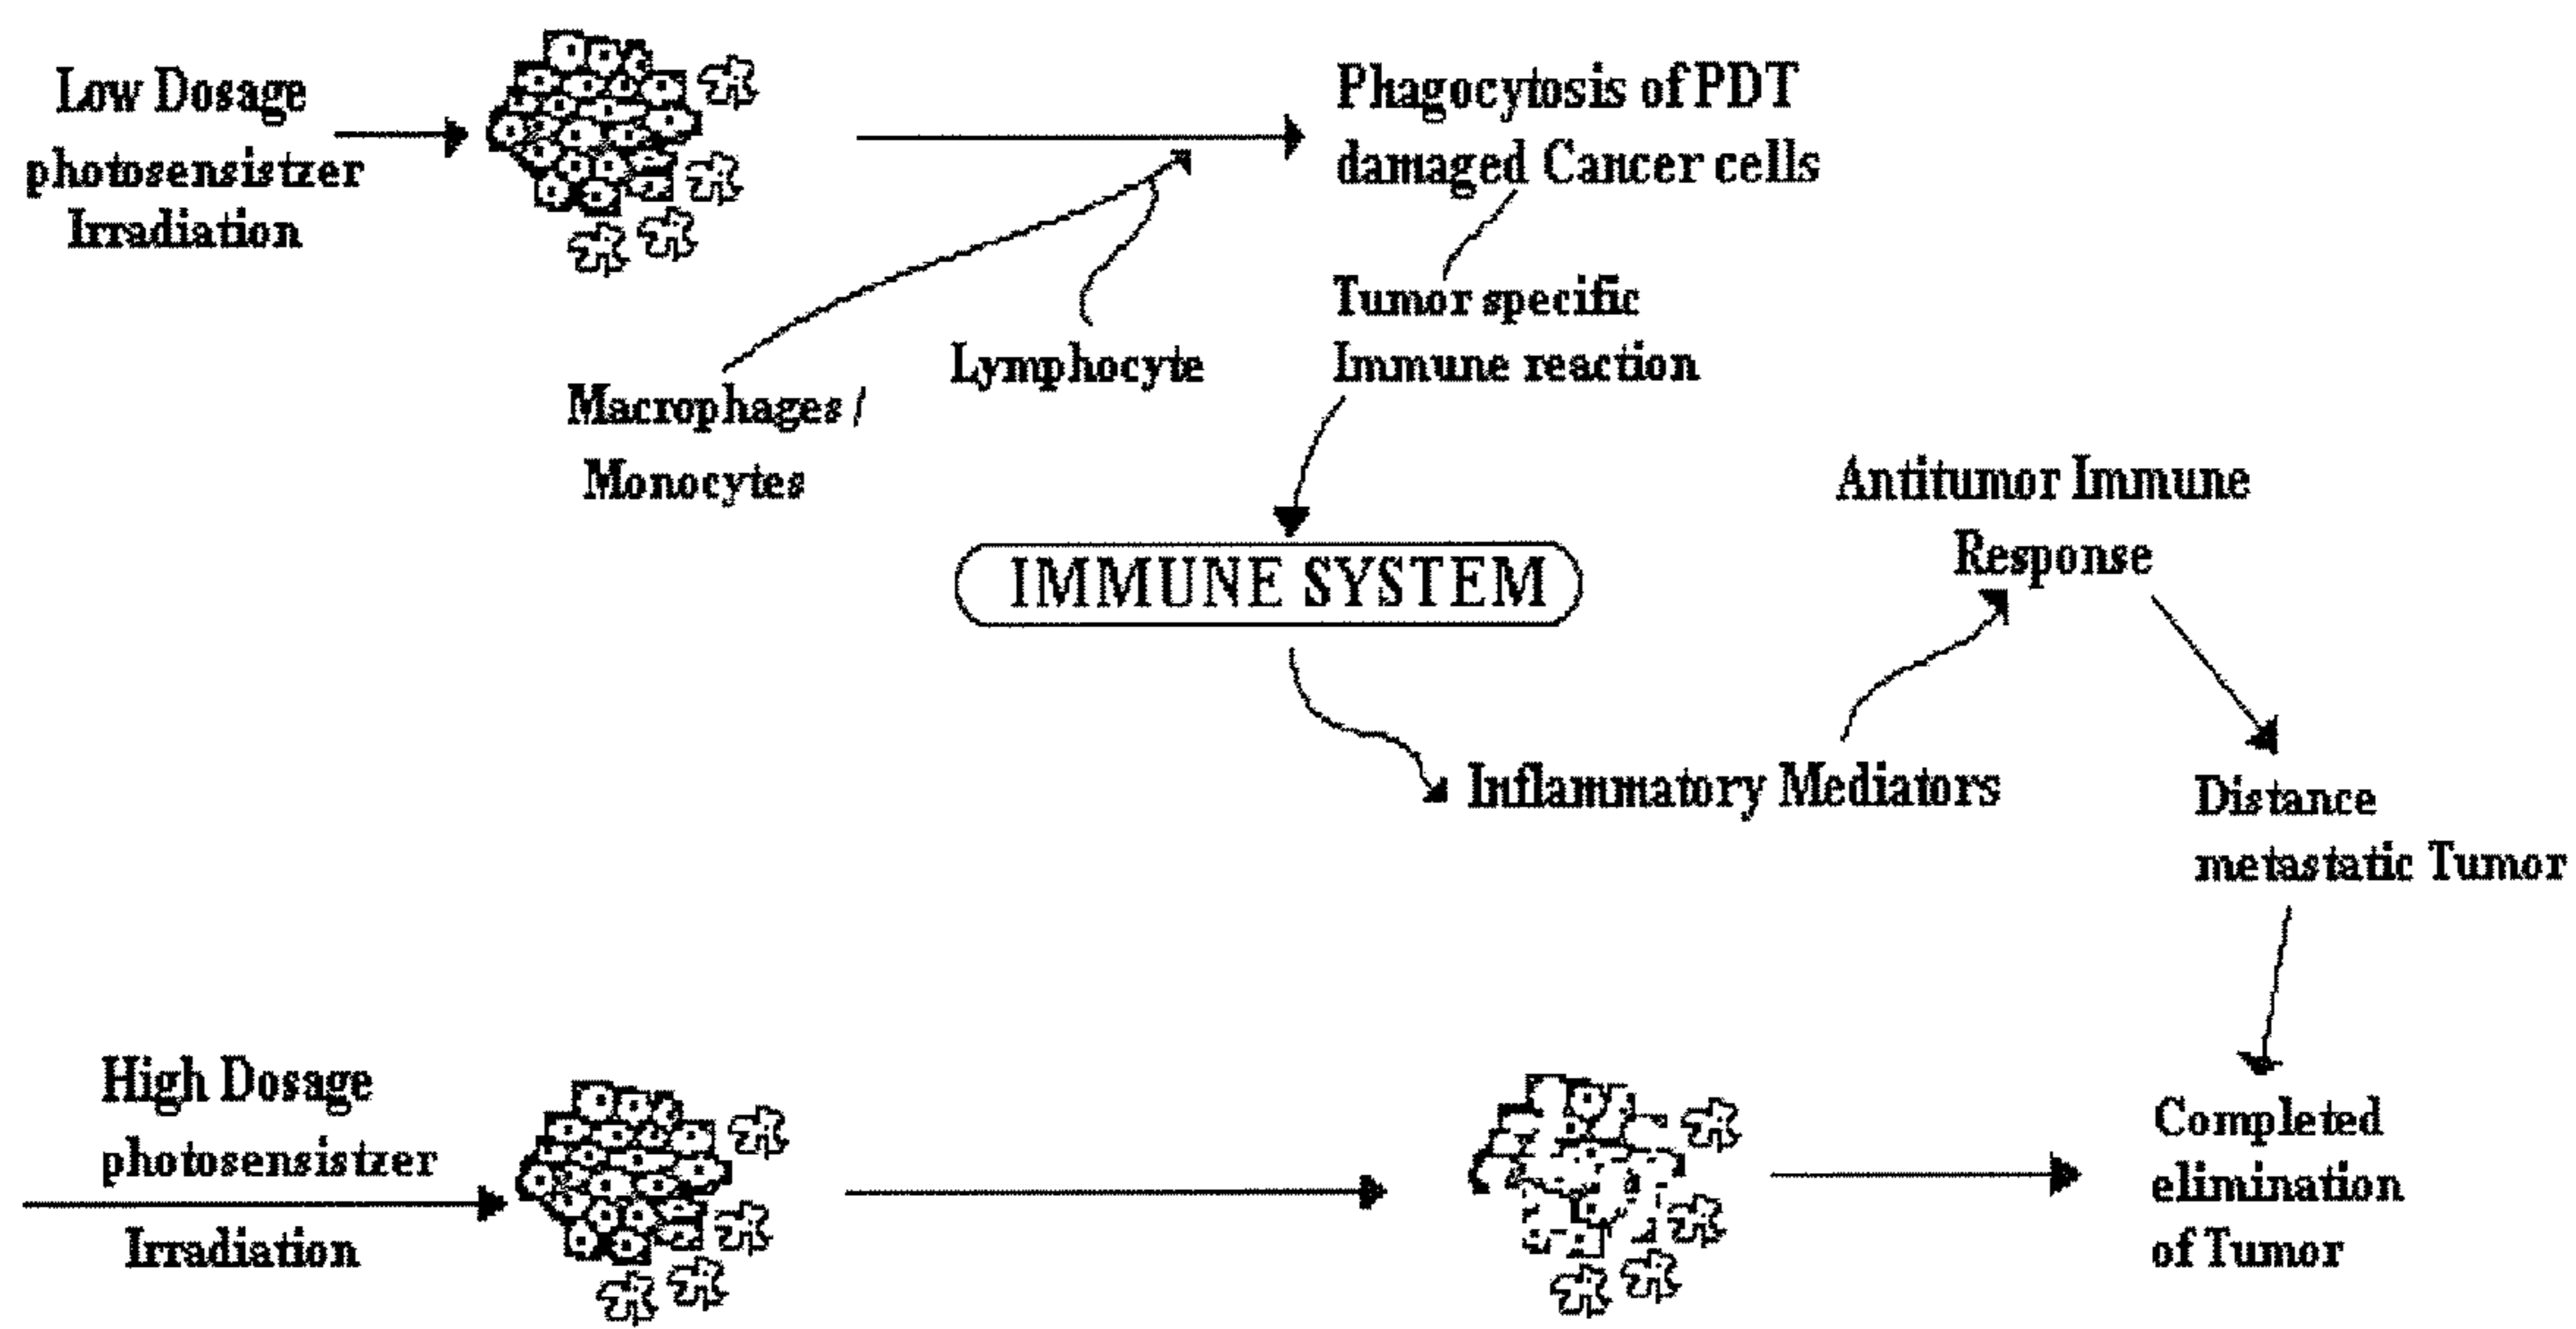 Low Dosage
photosensistzer
Irradiation
Phagocytosis of PDT
damaged Cancer cells
Tumor specific
Immune reaction
Lymphocyte
Macrophages /
Monocytes
IMMUNE SYSTEM
Antitumor Immune
Response
Inflammatory Mediators
Distance
metastatic Tumor
High Dosage
photosensistzer
Irradiation
Completed
elimination
of Tumor